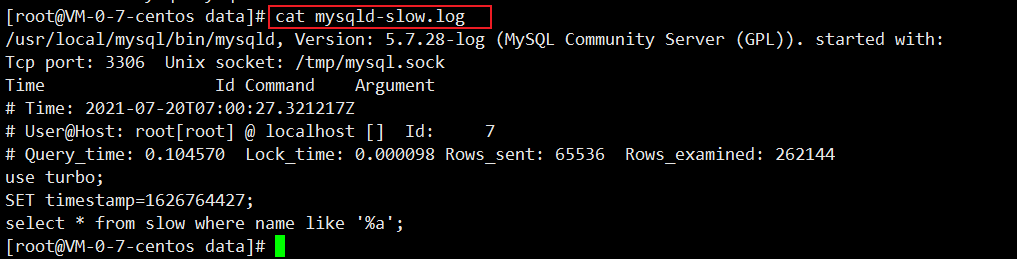 [root@VM-0-7-centos data]# cat mysqld-slow.log
/usr/local/mysql/bin/mysqld, Version: 5.7.28-log (MySQL Community Server (GPL)). started with:
Tcp port: 3306  Unix socket: /tmp/mysql.sock
Time                 Id Command    Argument
# Time: 2021-07-20T07:00:27.321217Z
# User@Host: root[root] @ localhost []  Id:     7
# Query_time: 0.104570  Lock_time: 0.000098 Rows_sent: 65536  Rows_examined: 262144
use turbo;
SET timestamp=1626764427;
select * from slow where name like '%a';
[root@VM-0-7-centos data]#